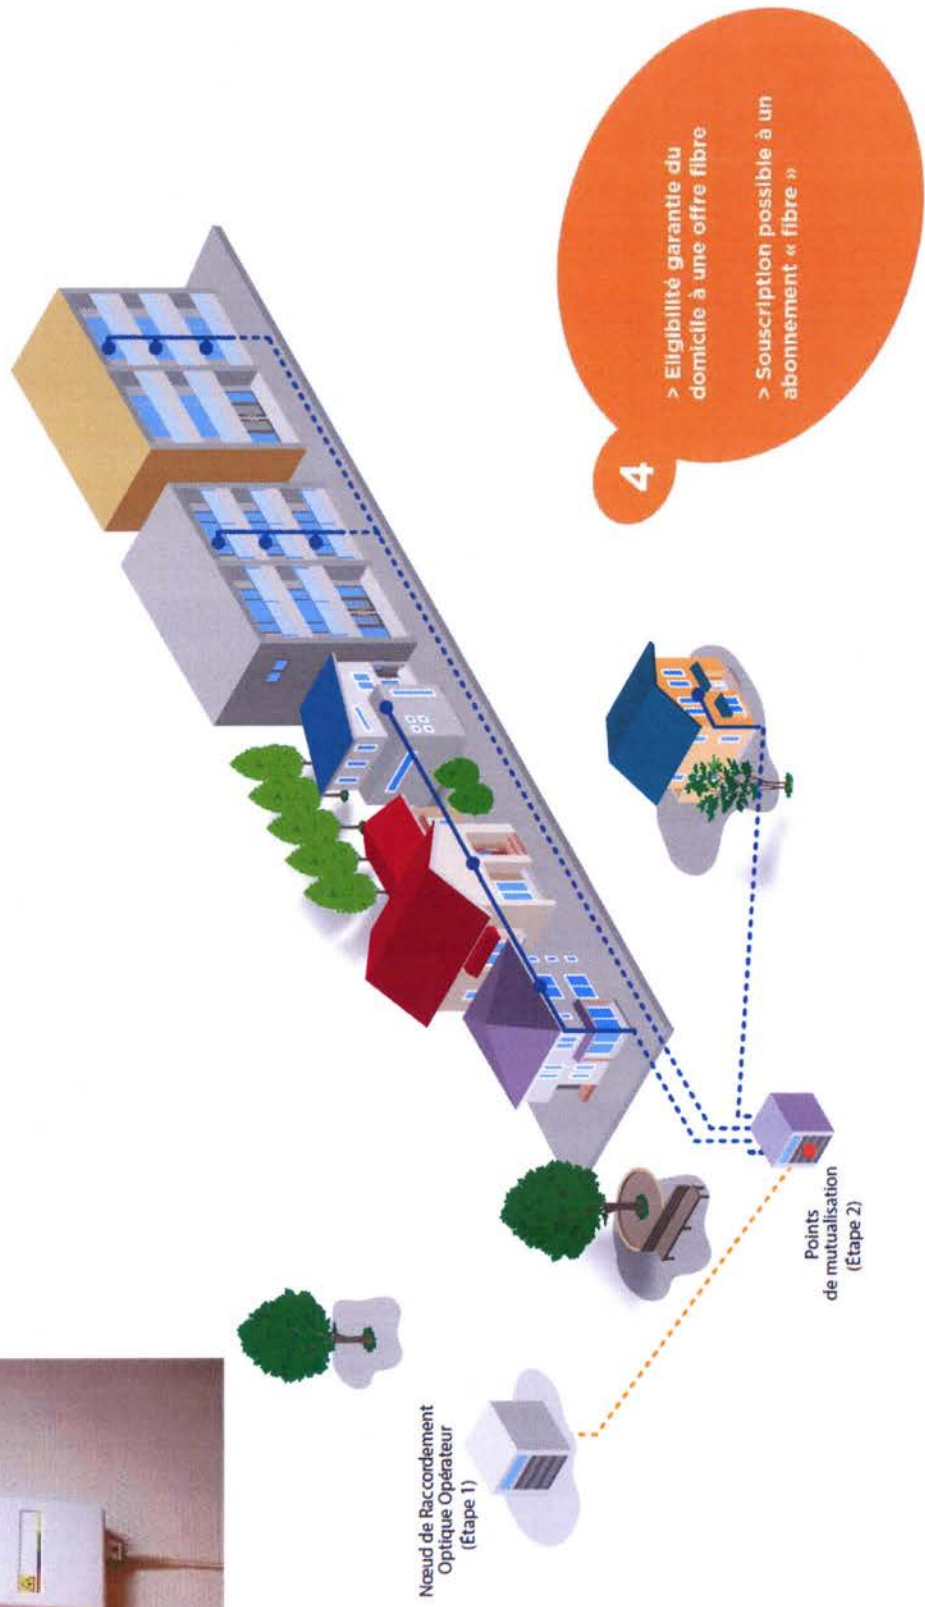 Nœud de Raccordement
Optique Opérateur
(Étape 1)
Points
de mutualisation
(Étape 2)
4
> Eligibilité garantie du
domicile à une offre fibre
> Souscription possible à un
abonnement « fibre »